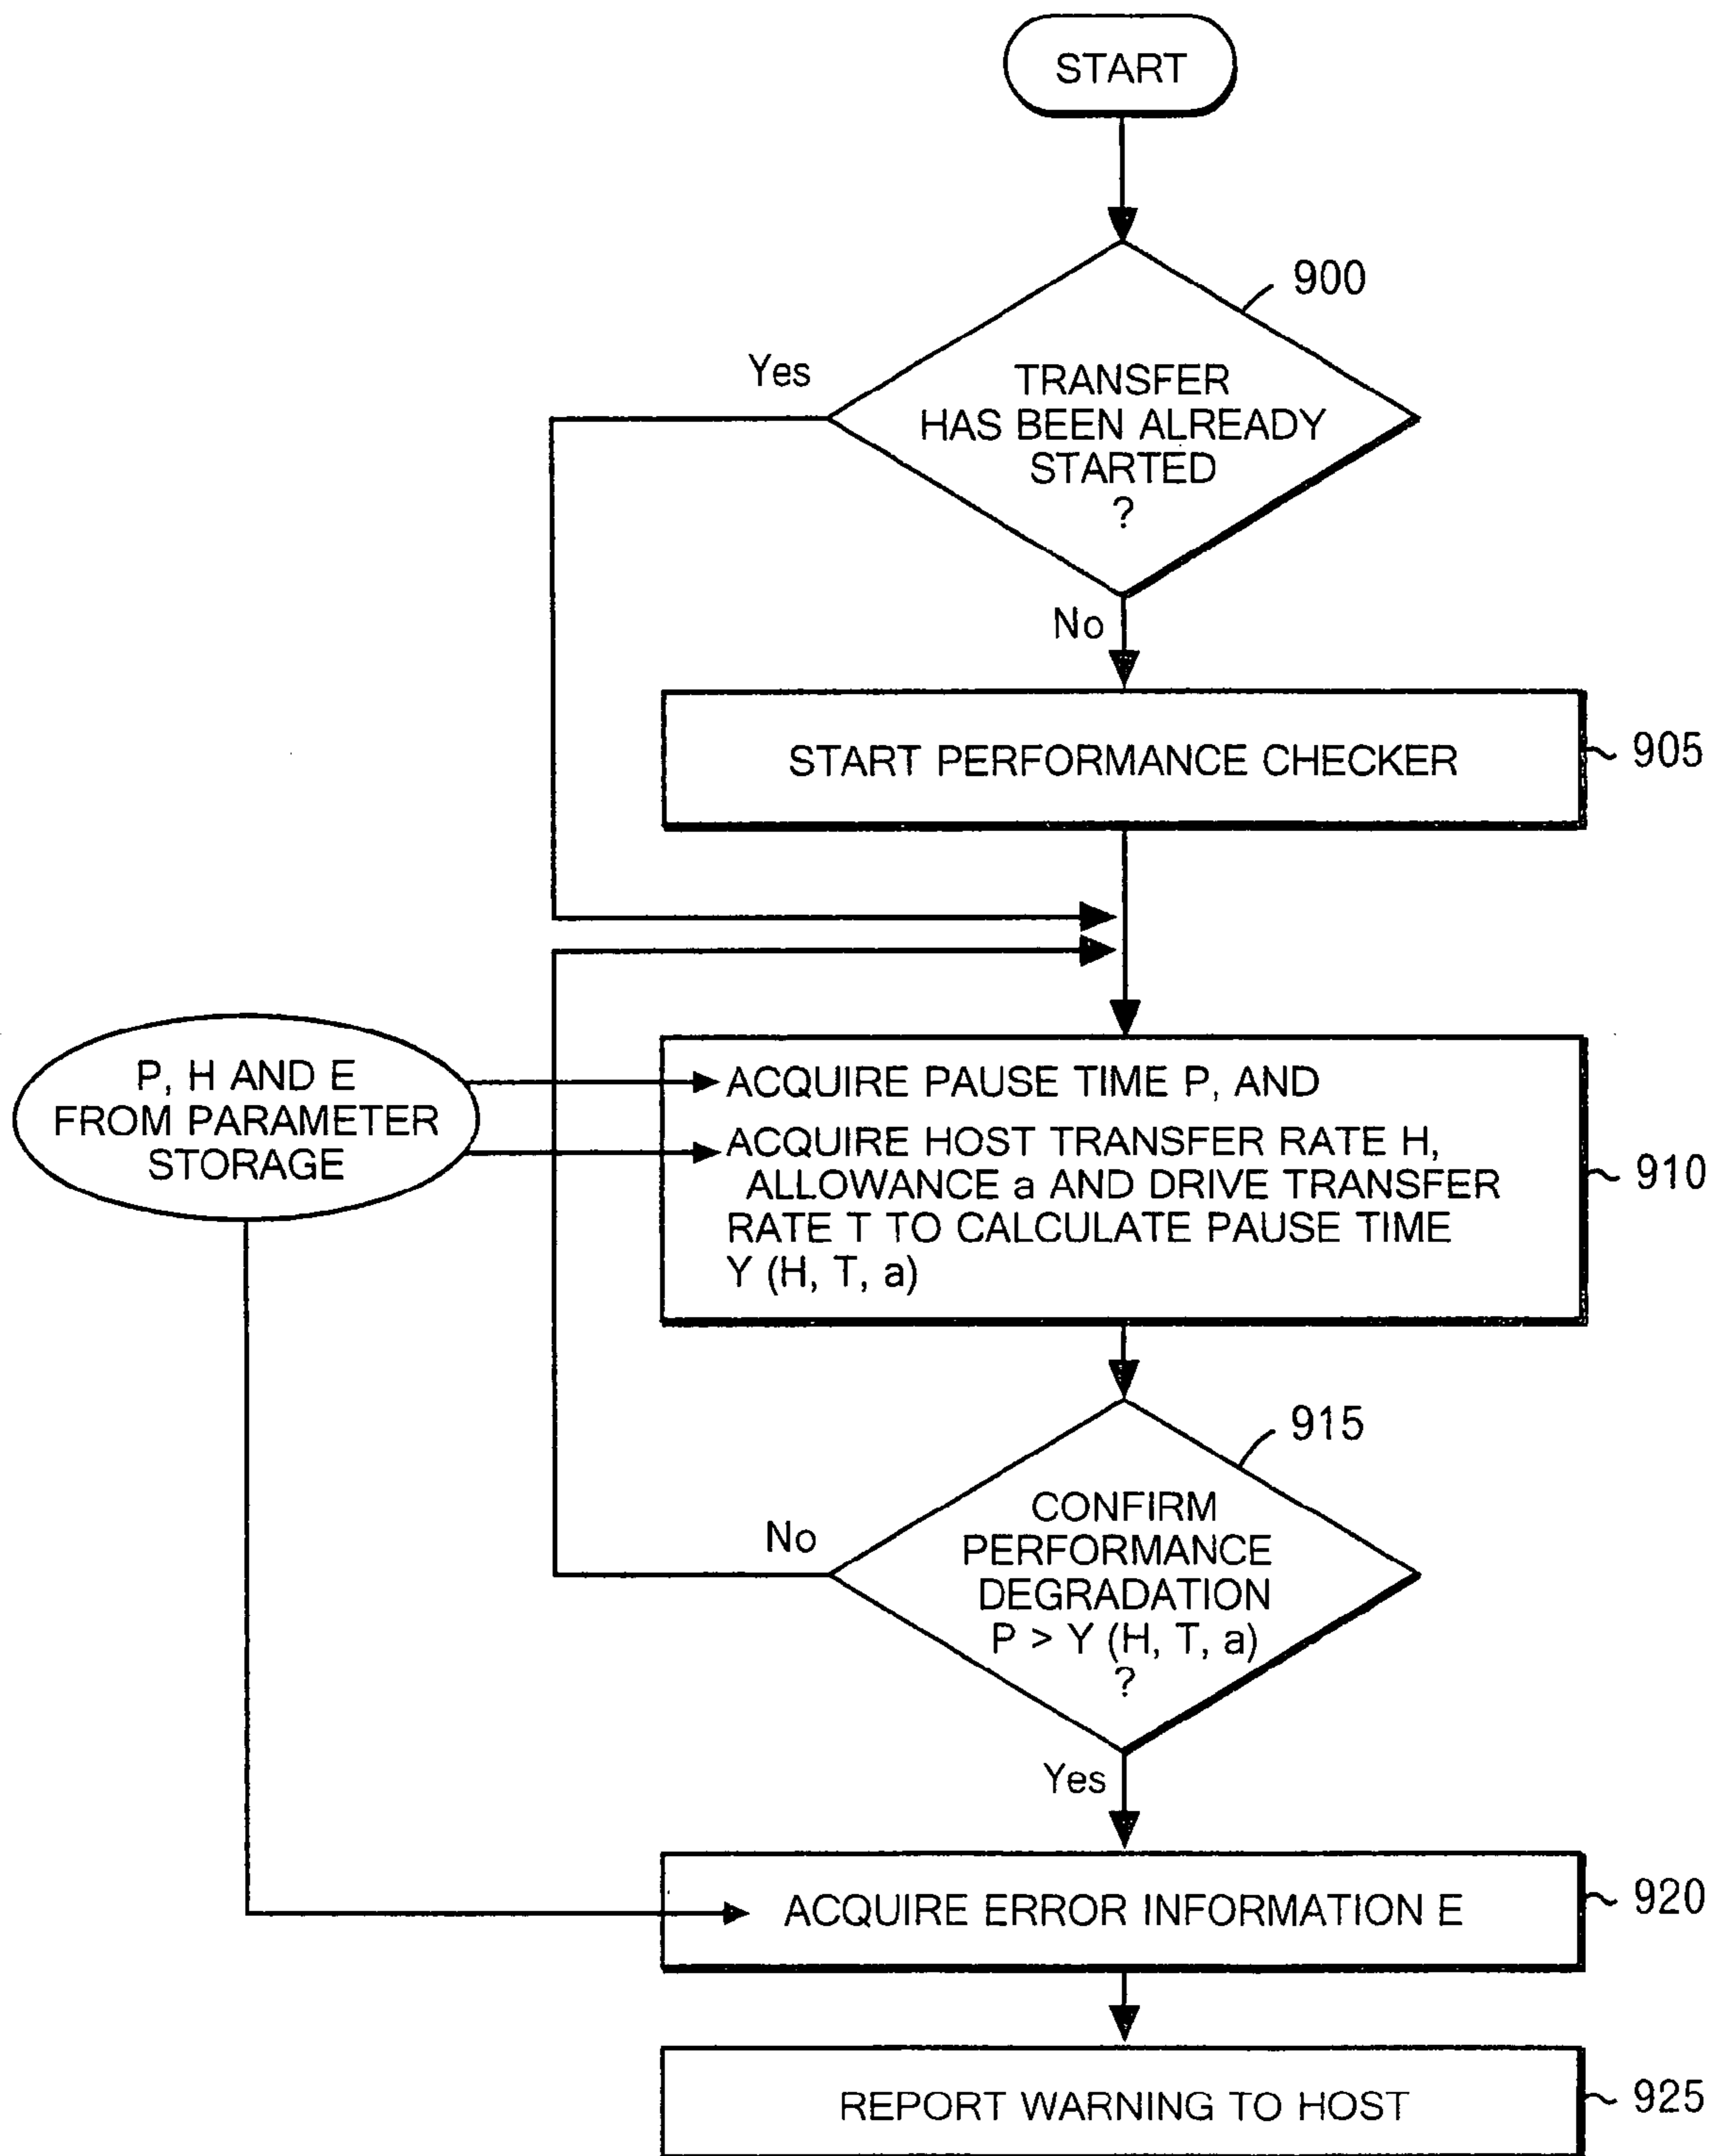 START
900
Yes
TRANSFER
HAS BEEN ALREADY
STARTED
?
No
START PERFORMANCE CHECKER
905
P, H AND E
FROM PARAMETER
STORAGE
ACQUIRE PAUSE TIME P, AND
ACQUIRE HOST TRANSFER RATE H,
ALLOWANCE a AND DRIVE TRANSFER
RATE T TO CALCULATE PAUSE TIME
Y (H, T, a)
910
915
No
CONFIRM
PERFORMANCE
DEGRADATION
P > Y (H, T, a)
?
Yes
ACQUIRE ERROR INFORMATION E
920
REPORT WARNING TO HOST
925